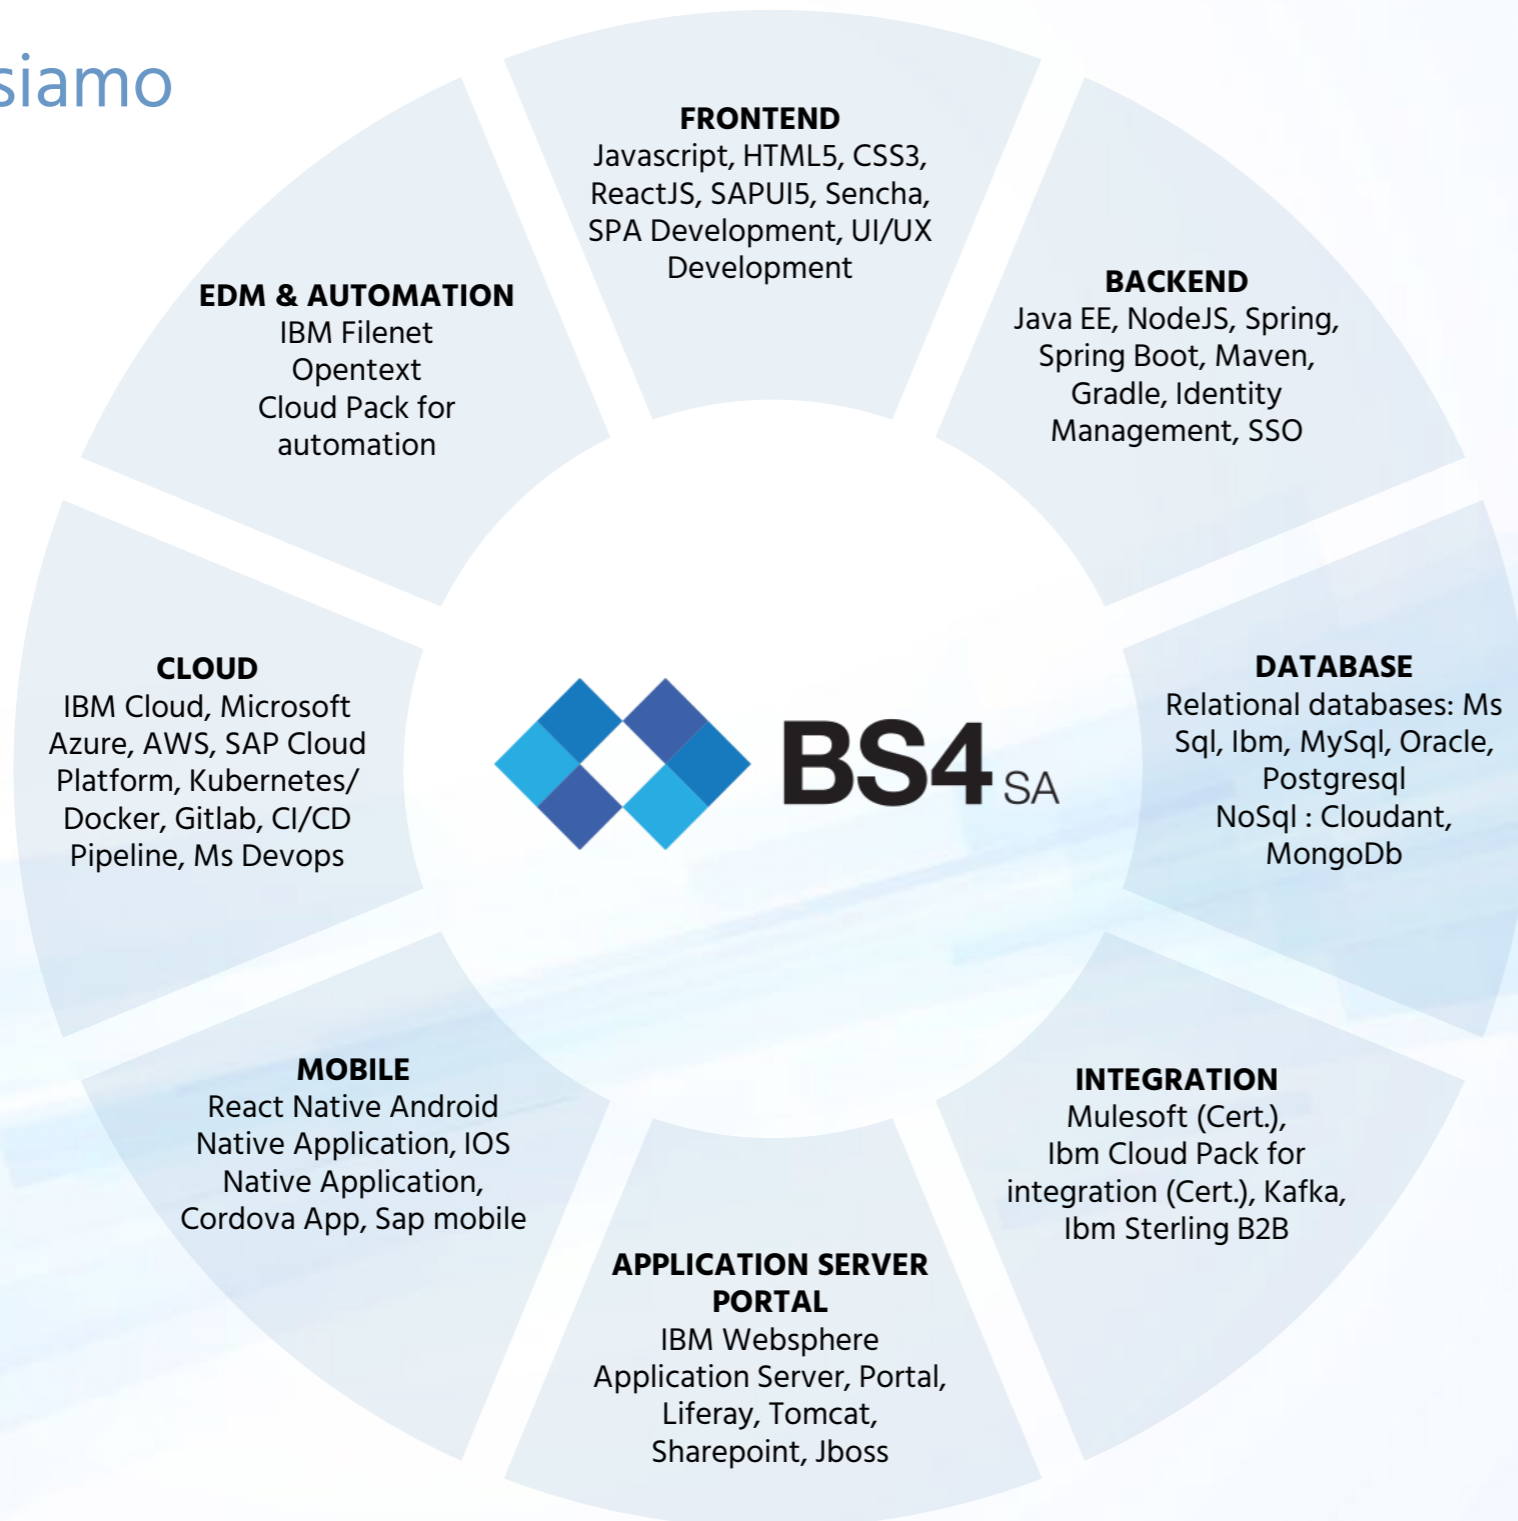 siamo
FRONTEND
Javascript, HTML5, CSS3,
ReactJS, SAPUI5, Sencha,
SPA Development, UI/UX
Development
BACKEND
Java EE, NodeJS, Spring,
Spring Boot, Maven,
Gradle, Identity
Management, SSO
DATABASE
Relational databases: Ms
Sql, Ibm, MySql, Oracle,
Postgresql
NoSql : Cloudant,
MongoDb
INTEGRATION
Mulesoft (Cert.),
Ibm Cloud Pack for
integration (Cert.), Kafka,
Ibm Sterling B2B
APPLICATION SERVER
PORTAL
IBM Websphere
Application Server, Portal,
Liferay, Tomcat,
Sharepoint, Jboss
MOBILE
React Native Android
Native Application, IOS
Native Application,
Cordova App, Sap mobile
CLOUD
IBM Cloud, Microsoft
Azure, AWS, SAP Cloud
Platform, Kubernetes/
Docker, Gitlab, CI/CD
Pipeline, Ms Devops
EDM & AUTOMATION
IBM Filenet
Opentext
Cloud Pack for
automation
BS4 SA